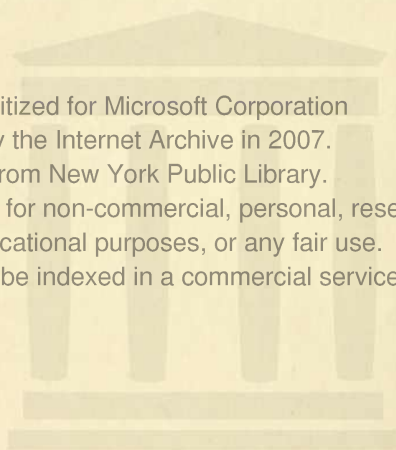 itized for Microsoft Corporation
y the Internet Archive in 2007.
rom New York Public Library.
for non-commercial, personal, rese
cational purposes, or any fair use.
be indexed in a commercial service